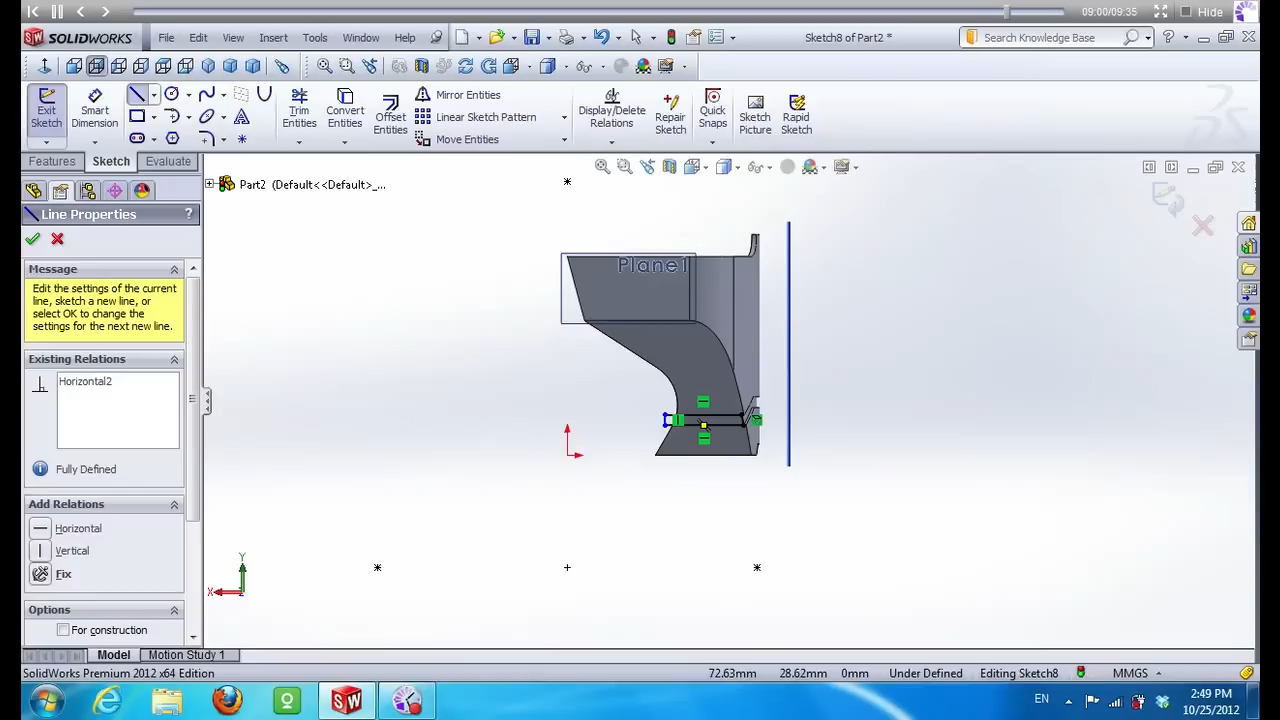 09:00/09:35
Hide
SOLIDWORKS
File
Edit
View
Insert
Tools
Window
Help
Sketch8 of Part2 *
Search Knowledge Base
Exit Sketch
Smart Dimension
Trim Entities
Convert Entities
Offset Entities
Mirror Entities
Linear Sketch Pattern
Move Entities
Display/Delete Relations
Repair Sketch
Quick Snaps
Sketch Picture
Rapid Sketch
Features
Sketch
Evaluate
Part2 (Default<<Default>_...
Line Properties
?
Message
Edit the settings of the current
line, sketch a new line, or
select OK to change the
settings for the next new line.
Existing Relations
Horizontal2
Fully Defined
Add Relations
Horizontal
Vertical
Fix
Options
For construction
Plane1
Y
X
Model
Motion Study 1
SolidWorks Premium 2012 x64 Edition
72.63mm
28.62mm
0mm
Under Defined
Editing Sketch8
MMGS
EN
2:49 PM
10/25/2012